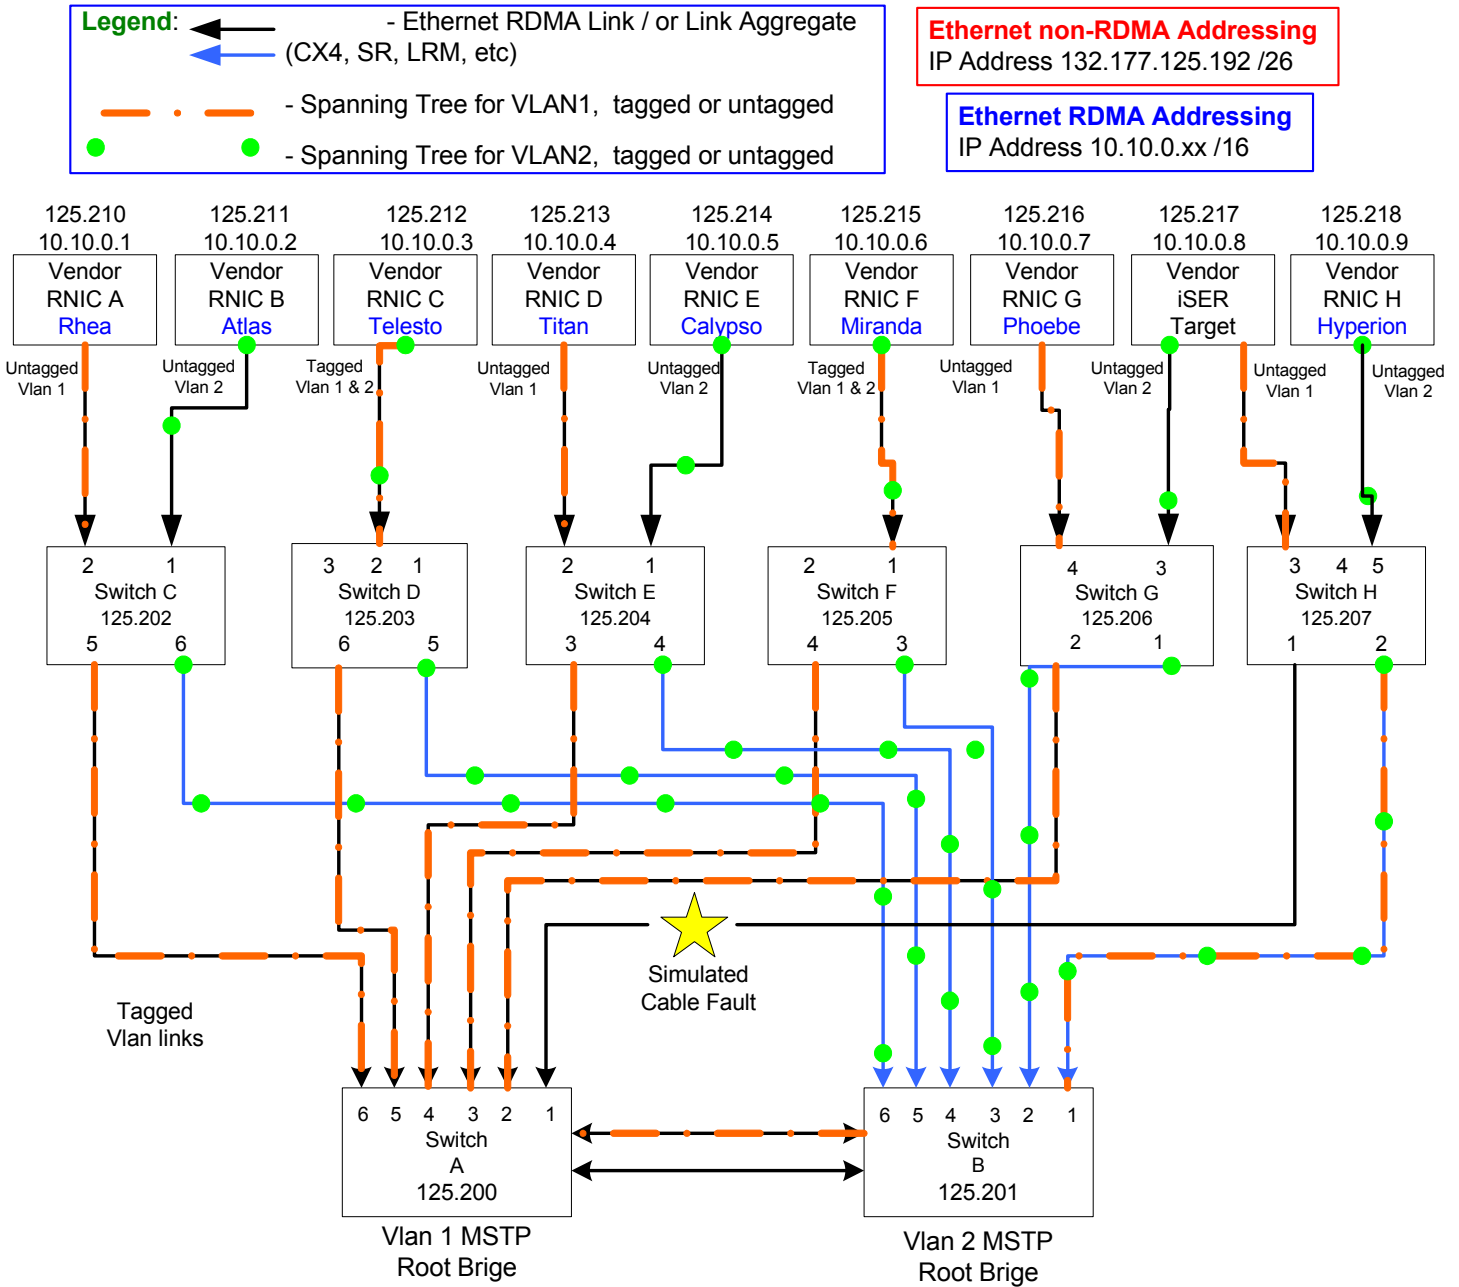 Legend: - Ethernet RDMA Link / or Link Aggregate
(CX4, SR, LRM, etc)
- Spanning Tree for VLAN1, tagged or untagged
- Spanning Tree for VLAN2, tagged or untagged
Ethernet non-RDMA Addressing
IP Address 132.177.125.192 /26
Ethernet RDMA Addressing
IP Address 10.10.0.xx /16
125.210 125.211 125.212 125.213 125.214 125.215 125.216 125.217 125.218
10.10.0.1 10.10.0.2 10.10.0.3 10.10.0.4 10.10.0.5 10.10.0.6 10.10.0.7 10.10.0.8 10.10.0.9
Vendor Vendor Vendor Vendor Vendor Vendor Vendor Vendor Vendor
RNIC A RNIC B RNIC C RNIC D RNIC E RNIC F RNIC G iSER RNIC H
Rhea Atlas Telesto Titan Calypso Miranda Phoebe Target Hyperion
Untagged Untagged Tagged Untagged Untagged Tagged Untagged Untagged Untagged Untagged
Vlan 1 Vlan 2 Vlan 1 & 2 Vlan 1 Vlan 2 Vlan 1 & 2 Vlan 1 Vlan 2 Vlan 1 Vlan 2
2 1 3 2 1 2 1 2 1 4 3 3 4 5
Switch C Switch D Switch E Switch F Switch G Switch H
125.202 125.203 125.204 125.205 125.206 125.207
5 6 6 5 3 4 4 3 2 1 1 2
Simulated
Cable Fault
Tagged
Vlan links
6 5 4 3 2 1 6 5 4 3 2 1
Switch Switch
A B
125.200 125.201
Vlan 1 MSTP Vlan 2 MSTP
Root Brige Root Brige